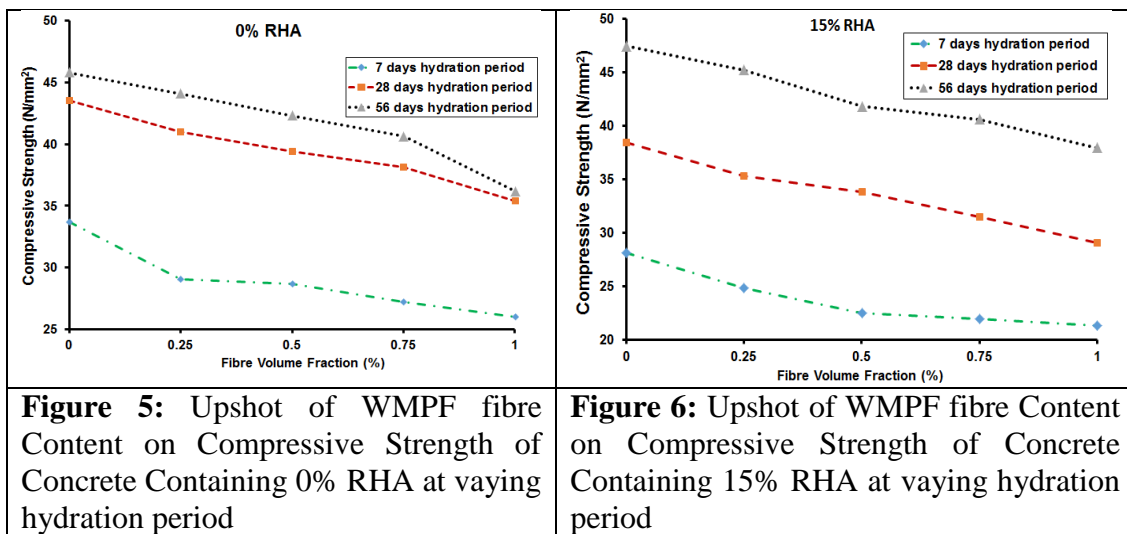 0% RHA
Compressive Strength (N/mm²)
50
45
40
35
30
25
7 days hydration period
28 days hydration period
56 days hydration period
0
0.25
0.5
0.75
1
Fibre Volume Fraction (%)
15% RHA
Compressive Strength (N/mm²)
50
45
40
35
30
25
20
7 days hydration period
28 days hydration period
56 days hydration period
0
0.25
0.5
0.75
1
Fibre Volume Fraction (%)
Figure 5: Upshot of WMPF fibre
Content on Compressive Strength of
Concrete Containing 0% RHA at vaying
hydration period
Figure 6: Upshot of WMPF fibre Content
on Compressive Strength of Concrete
Containing 15% RHA at vaying hydration
period